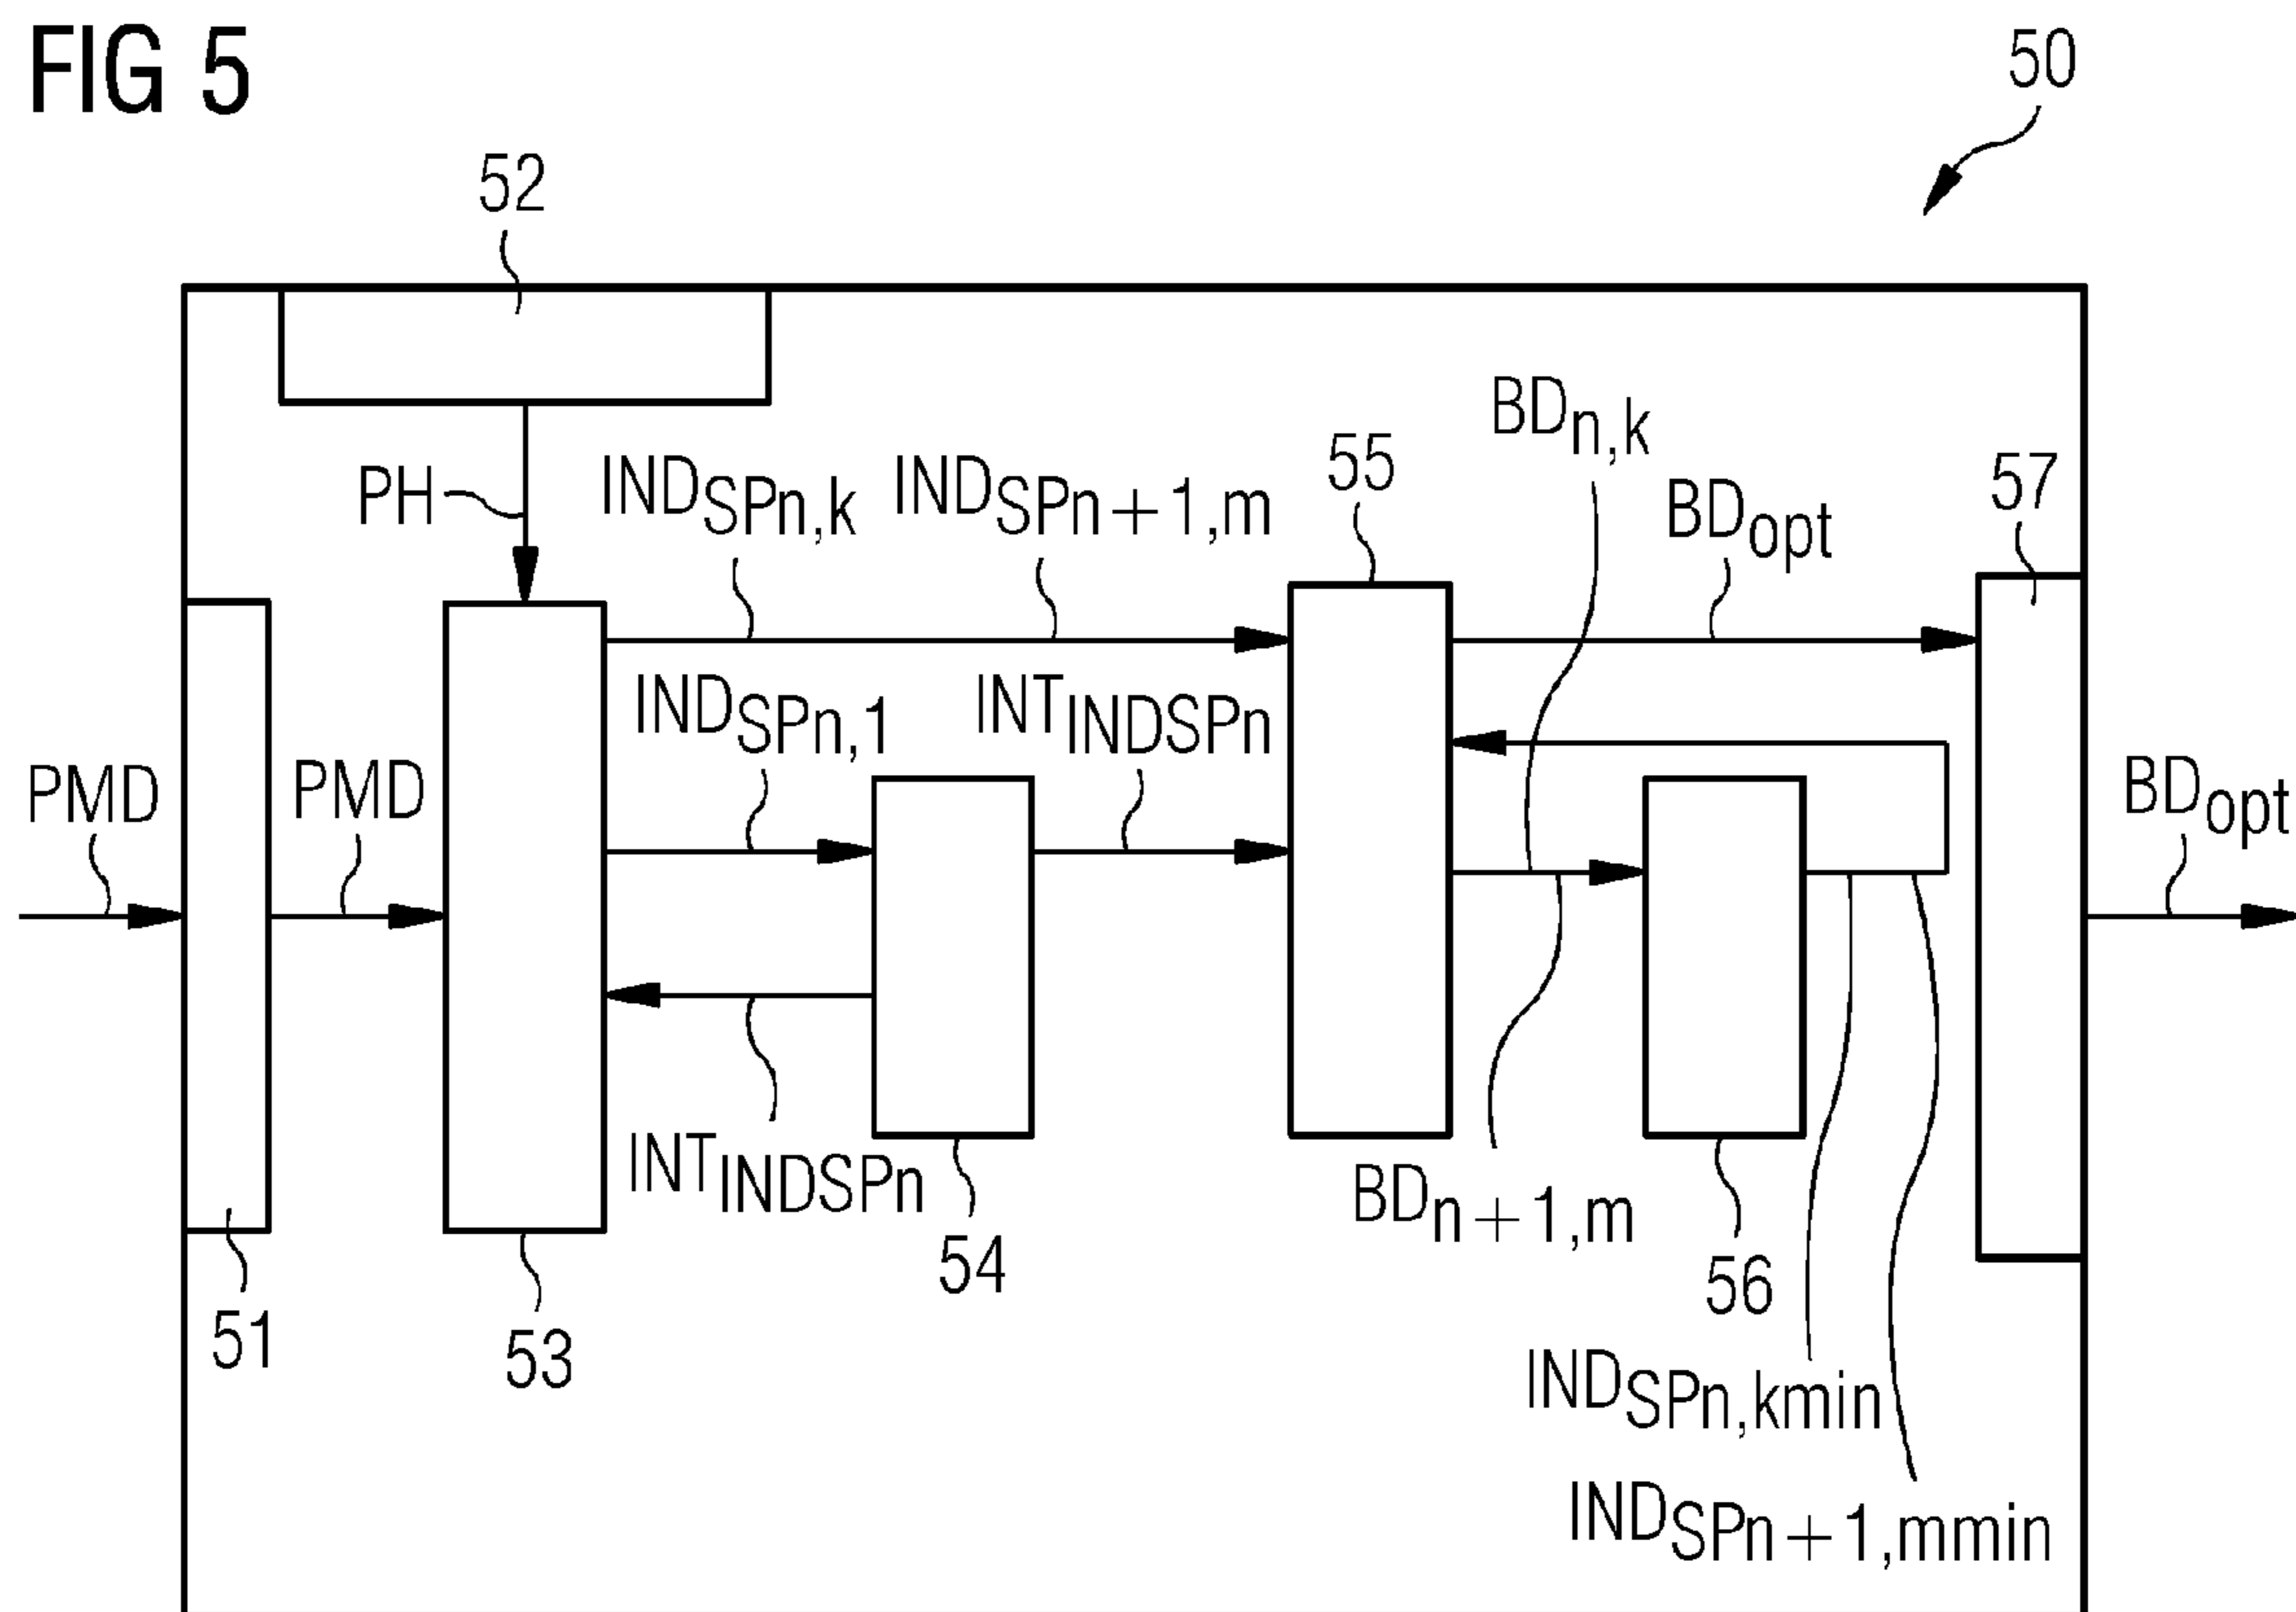 FIG 5
50
52
BDn,k
55
57
PH
INDSPn,k
INDSPn+1,m
BDopt
INDSPn,1
INTINDSPn
PMD
PMD
BDopt
INTINDSPn
BDn+1,m
54
56
51
53
INDSPn,kmin
INDSPn+1,mmin